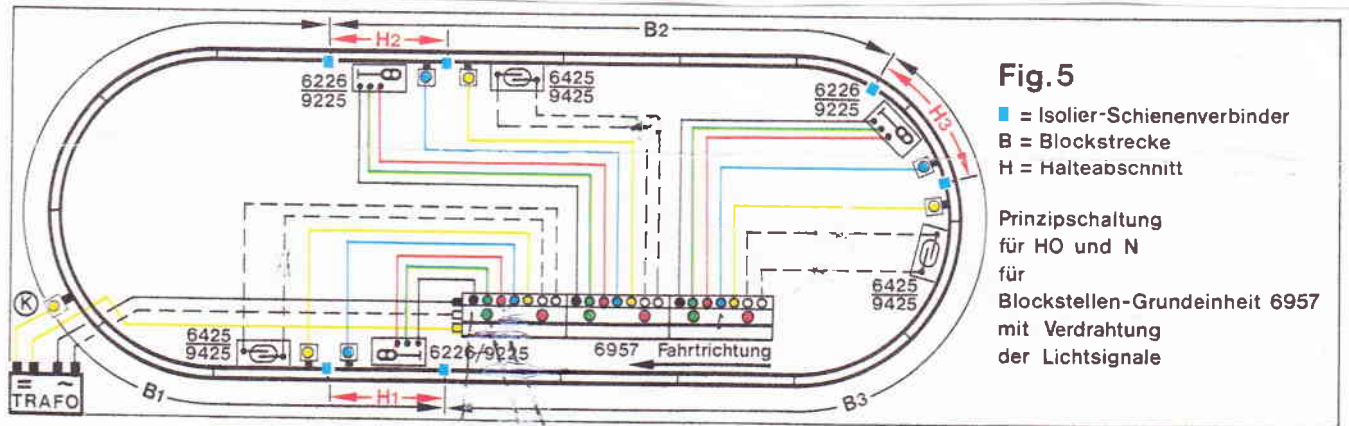 B2
H2
6226
9225
6425
9425
6226
9225
H3
Fig.5
= Isolier-Schienenverbinder
B = Blockstrecke
H = Halteabschnitt
Prinzipschaltung
für HO und N
für
Blockstellen-Grundeinheit 6957
mit Verdrahtung
der Lichtsignale
6425
9425
K
6425
9425
6226/9225
6957 Fahrtrichtung
= ~
TRAFO
B1
H1
B3